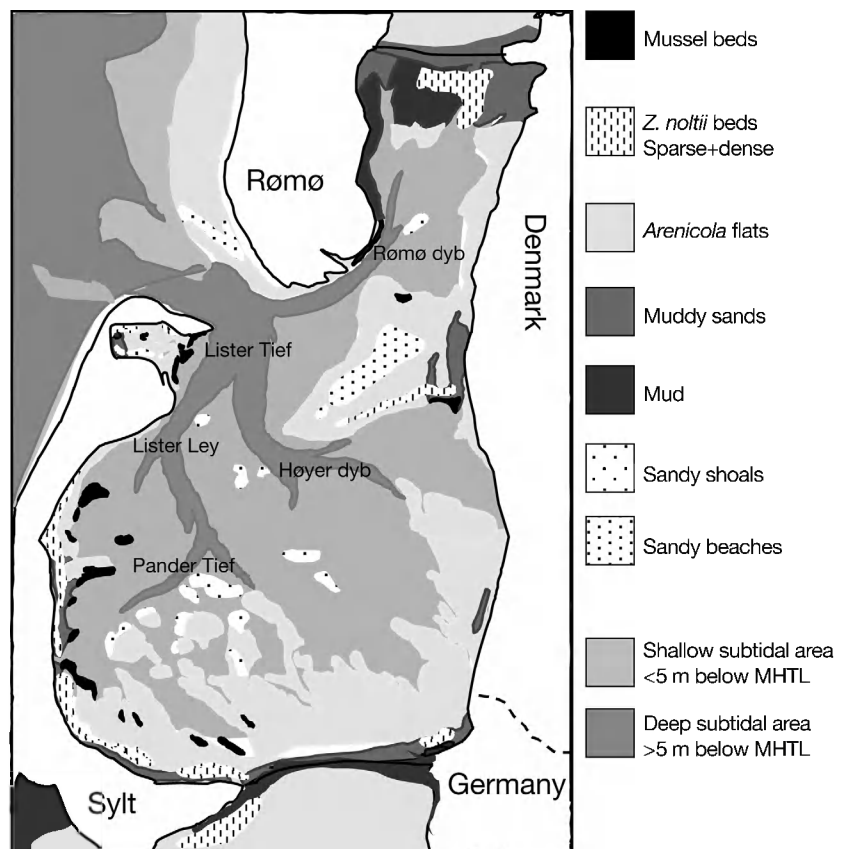 Rømø
Rømø dyb
Denmark
Lister Tief
Lister Ley
Høyer dyb
Pander Tief
Sylt
Germany
Mussel beds
Z. noltii beds
Sparse+dense
Arenicola flats
Muddy sands
Mud
Sandy shoals
Sandy beaches
Shallow subtidal area
<5 m below MHTL
Deep subtidal area
>5 m below MHTL